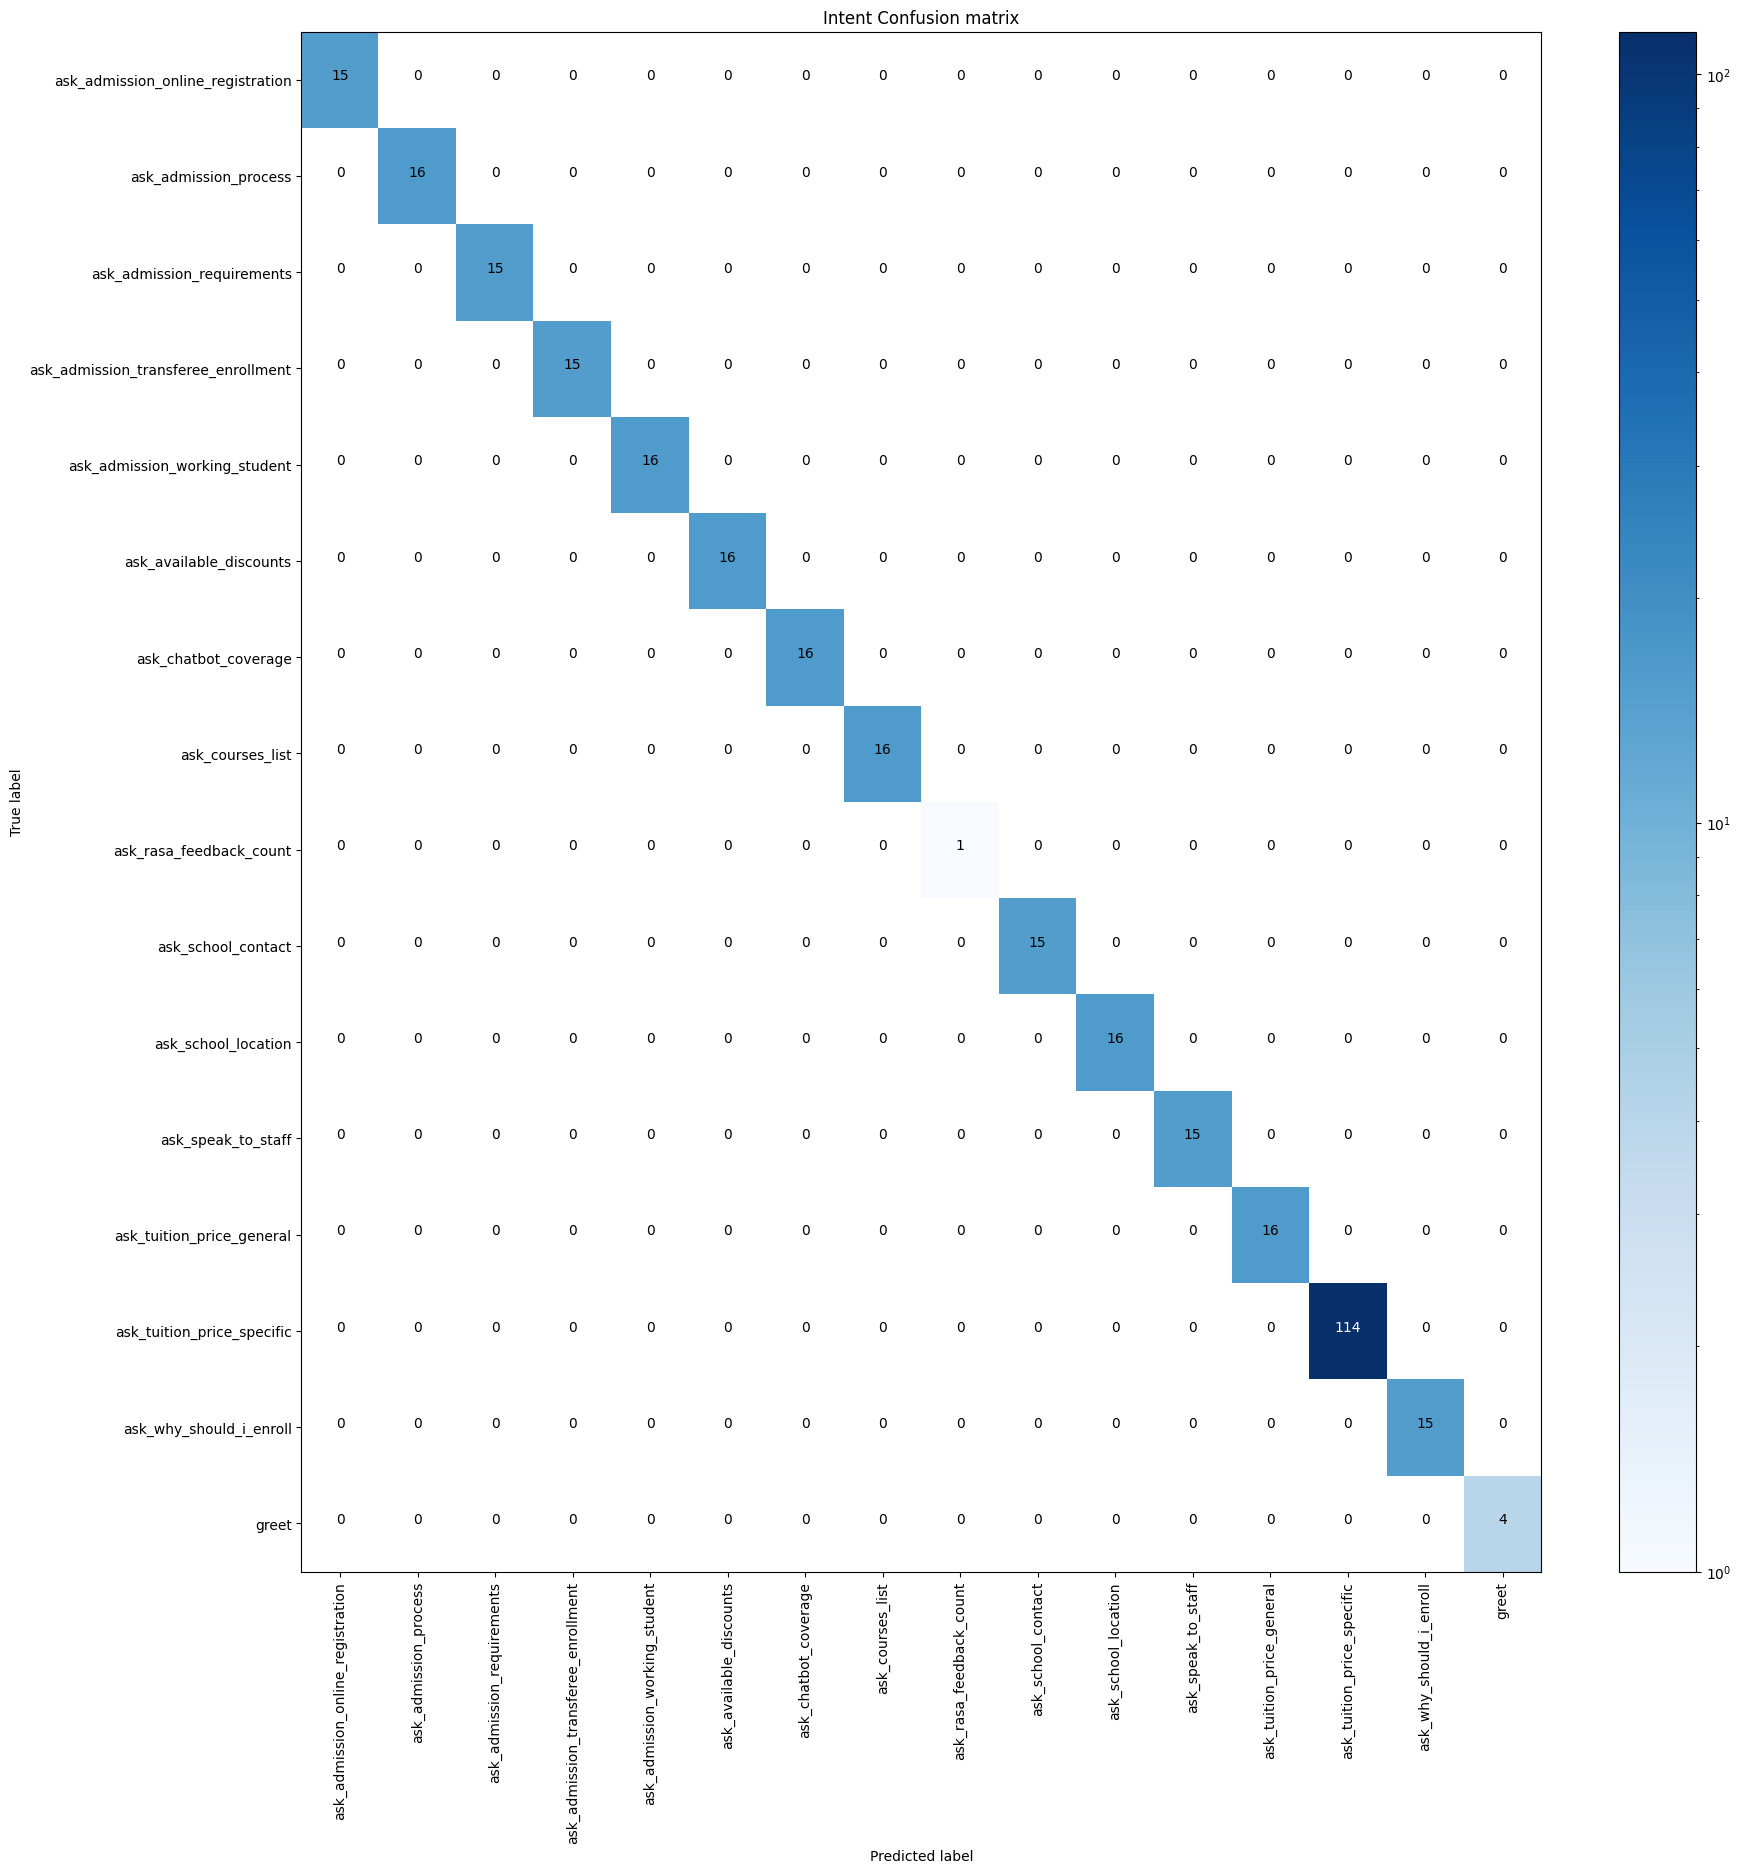 Intent Confusion matrix
ask_admission_online_registration 15 0 0 0 0 0 0 0 0 0 0 0 0 0 0 0
ask_admission_process 0 16 0 0 0 0 0 0 0 0 0 0 0 0 0 0
ask_admission_requirements 0 0 15 0 0 0 0 0 0 0 0 0 0 0 0 0
ask_admission_transferee_enrollment 0 0 0 15 0 0 0 0 0 0 0 0 0 0 0 0
ask_admission_working_student 0 0 0 0 16 0 0 0 0 0 0 0 0 0 0 0
ask_available_discounts 0 0 0 0 0 16 0 0 0 0 0 0 0 0 0 0
ask_chatbot_coverage 0 0 0 0 0 0 16 0 0 0 0 0 0 0 0 0
ask_courses_list 0 0 0 0 0 0 0 16 0 0 0 0 0 0 0 0
ask_rasa_feedback_count 0 0 0 0 0 0 0 0 1 0 0 0 0 0 0 0
ask_school_contact 0 0 0 0 0 0 0 0 0 15 0 0 0 0 0 0
ask_school_location 0 0 0 0 0 0 0 0 0 0 16 0 0 0 0 0
ask_speak_to_staff 0 0 0 0 0 0 0 0 0 0 0 15 0 0 0 0
ask_tuition_price_general 0 0 0 0 0 0 0 0 0 0 0 0 16 0 0 0
ask_tuition_price_specific 0 0 0 0 0 0 0 0 0 0 0 0 0 114 0 0
ask_why_should_i_enroll 0 0 0 0 0 0 0 0 0 0 0 0 0 0 15 0
greet 0 0 0 0 0 0 0 0 0 0 0 0 0 0 0 4
True label
ask_admission_online_registration
ask_admission_process
ask_admission_requirements
ask_admission_transferee_enrollment
ask_admission_working_student
ask_available_discounts
ask_chatbot_coverage
ask_courses_list
ask_rasa_feedback_count
ask_school_contact
ask_school_location
ask_speak_to_staff
ask_tuition_price_general
ask_tuition_price_specific
ask_why_should_i_enroll
greet
Predicted label
10²
10¹
10⁰